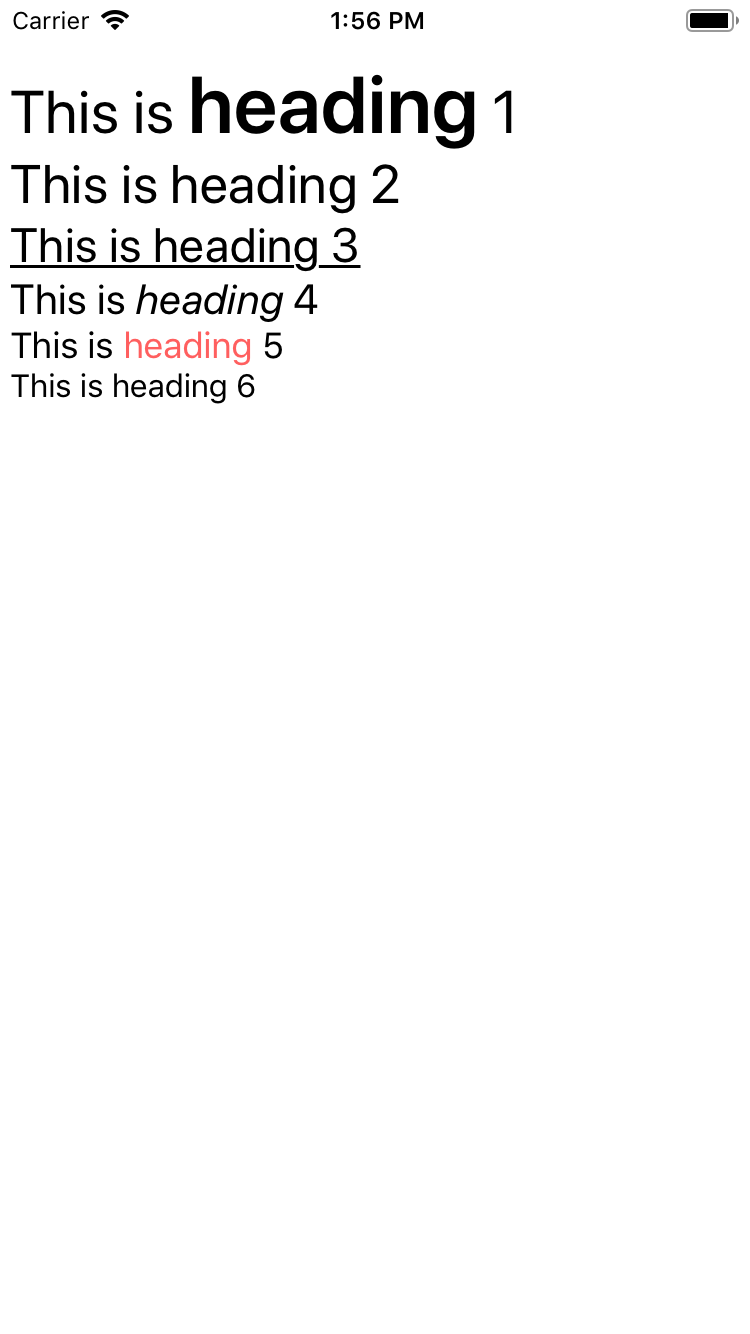 Carrier 1:56 PM
This is heading 1
This is heading 2
This is heading 3
This is heading 4
This is heading 5
This is heading 6